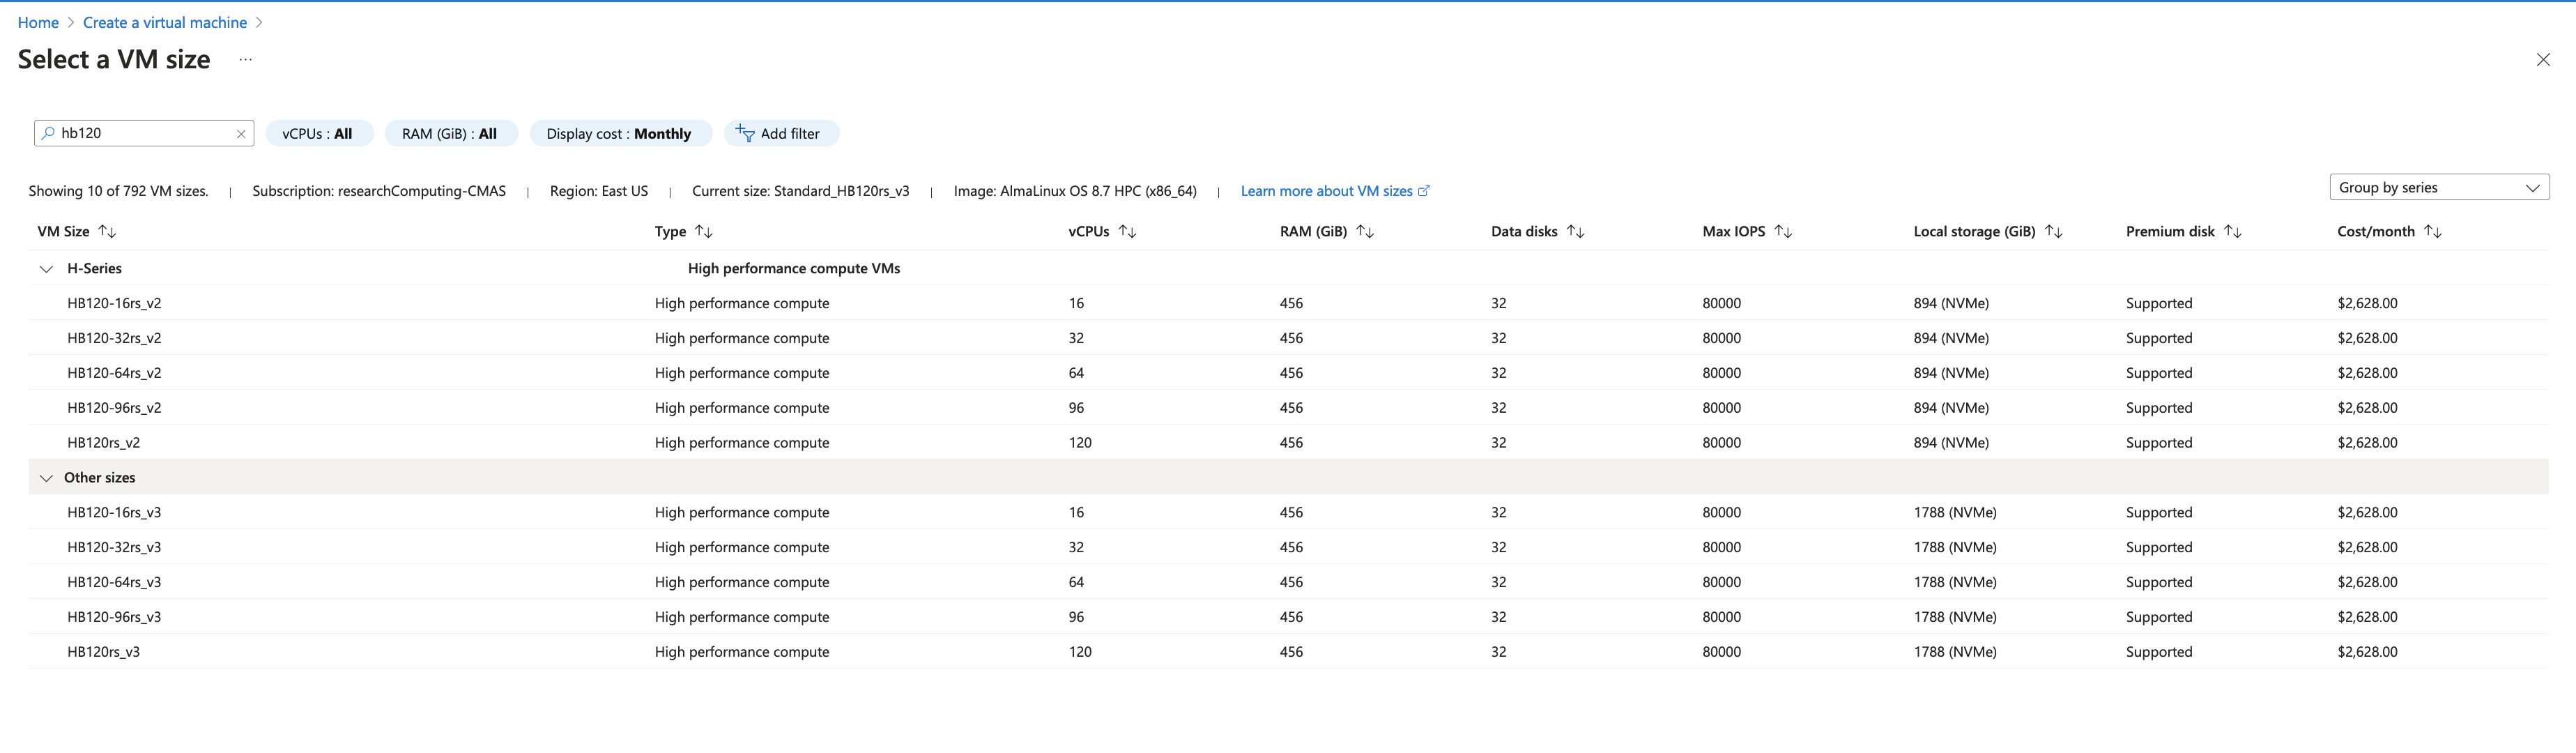 Home > Create a virtual machine >
Select a VM size ...
hb120
vCPUs : All
RAM (GiB) : All
Display cost : Monthly
Add filter
Showing 10 of 792 VM sizes. | Subscription: researchComputing-CMAS | Region: East US | Current size: Standard_HB120rs_v3 | Image: AlmaLinux OS 8.7 HPC (x86_64) | Learn more about VM sizes
Group by series
VM Size Type vCPUs RAM (GiB) Data disks Max IOPS Local storage (GiB) Premium disk Cost/month
H-Series High performance compute VMs
HB120-16rs_v2 High performance compute 16 456 32 80000 894 (NVMe) Supported $2,628.00
HB120-32rs_v2 High performance compute 32 456 32 80000 894 (NVMe) Supported $2,628.00
HB120-64rs_v2 High performance compute 64 456 32 80000 894 (NVMe) Supported $2,628.00
HB120-96rs_v2 High performance compute 96 456 32 80000 894 (NVMe) Supported $2,628.00
HB120rs_v2 High performance compute 120 456 32 80000 894 (NVMe) Supported $2,628.00
Other sizes
HB120-16rs_v3 High performance compute 16 456 32 80000 1788 (NVMe) Supported $2,628.00
HB120-32rs_v3 High performance compute 32 456 32 80000 1788 (NVMe) Supported $2,628.00
HB120-64rs_v3 High performance compute 64 456 32 80000 1788 (NVMe) Supported $2,628.00
HB120-96rs_v3 High performance compute 96 456 32 80000 1788 (NVMe) Supported $2,628.00
HB120rs_v3 High performance compute 120 456 32 80000 1788 (NVMe) Supported $2,628.00